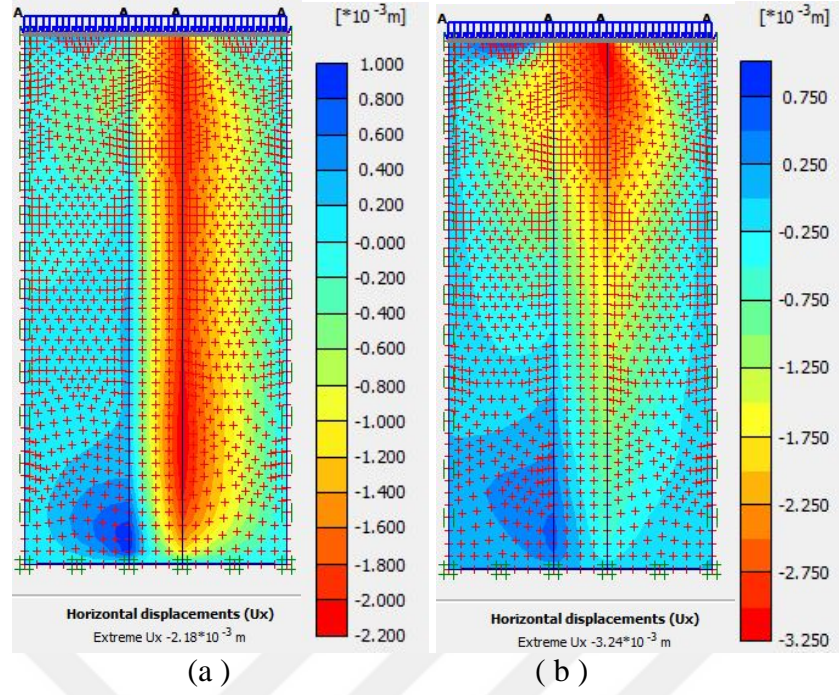 [*10 -3 m]
A A A A
1.000
0.800
0.600
0.400
0.200
-0.000
-0.200
-0.400
-0.600
-0.800
-1.000
-1.200
-1.400
-1.600
-1.800
-2.000
-2.200
Horizontal displacements (Ux)
Extreme Ux -2.18*10 -3 m
(a )
[*10 -3 m]
A A A A
0.750
0.250
-0.250
-0.750
-1.250
-1.750
-2.250
-2.750
-3.250
Horizontal displacements (Ux)
Extreme Ux -3.24*10 -3 m
( b )